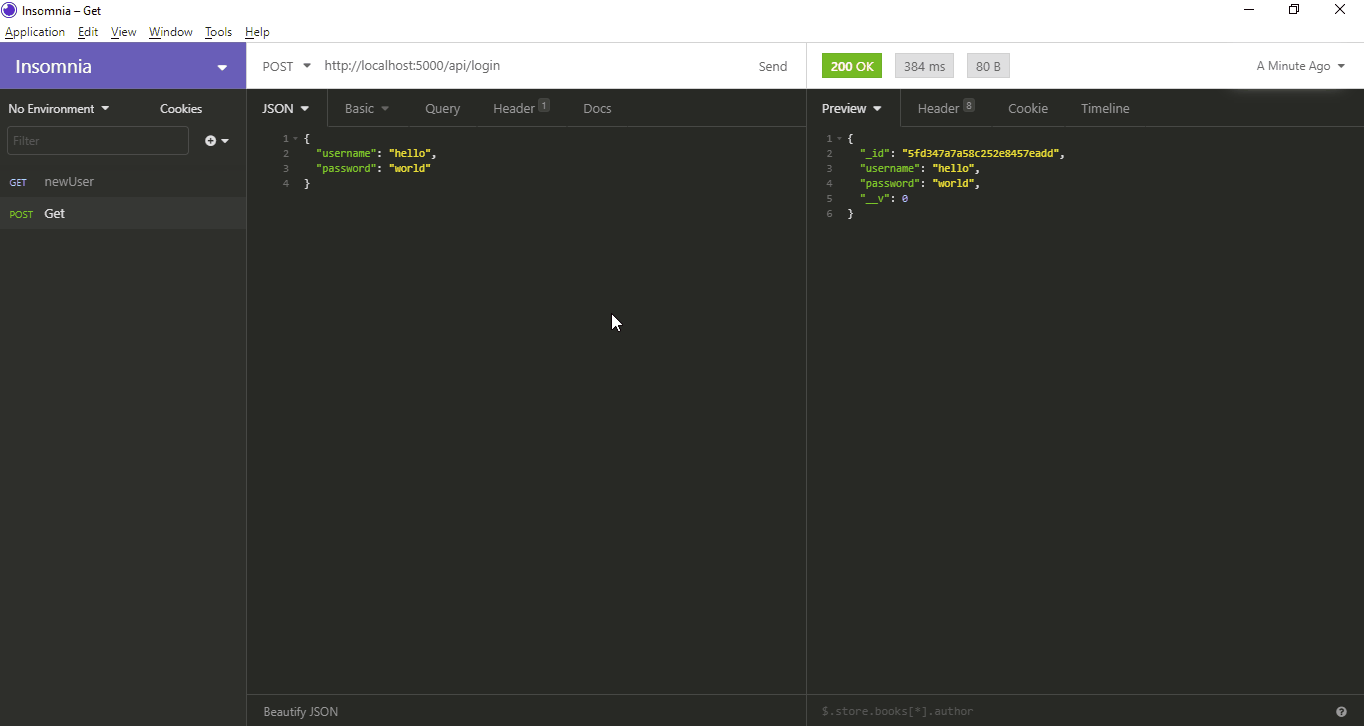 Insomnia – Get
Application Edit View Window Tools Help
Insomnia
POST http://localhost:5000/api/login Send
200 OK 384 ms 80 B A Minute Ago
No Environment Cookies
JSON Basic Query Header 1 Docs
Preview Header 8 Cookie Timeline
Filter
GET newUser
POST Get
1 {
2 "username": "hello",
3 "password": "world"
4 }
1 {
2 "_id": "5fd347a7a58c252e8457eadd",
3 "username": "hello",
4 "password": "world",
5 "__v": 0
6 }
Beautify JSON
$.store.books[*].author